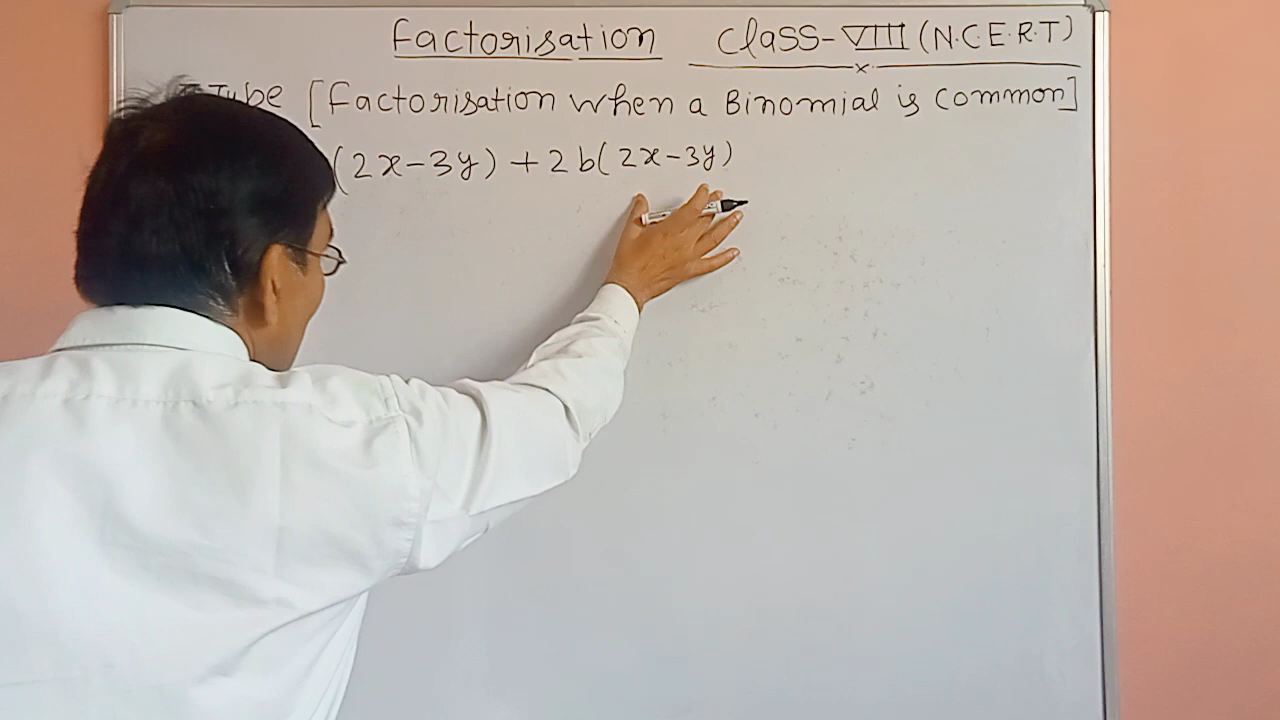 Factorisation Class-VIII (N.C.E.R.T)
[Factorisation when a Binomial is common]
(2x-3y) + 2b(2x-3y)